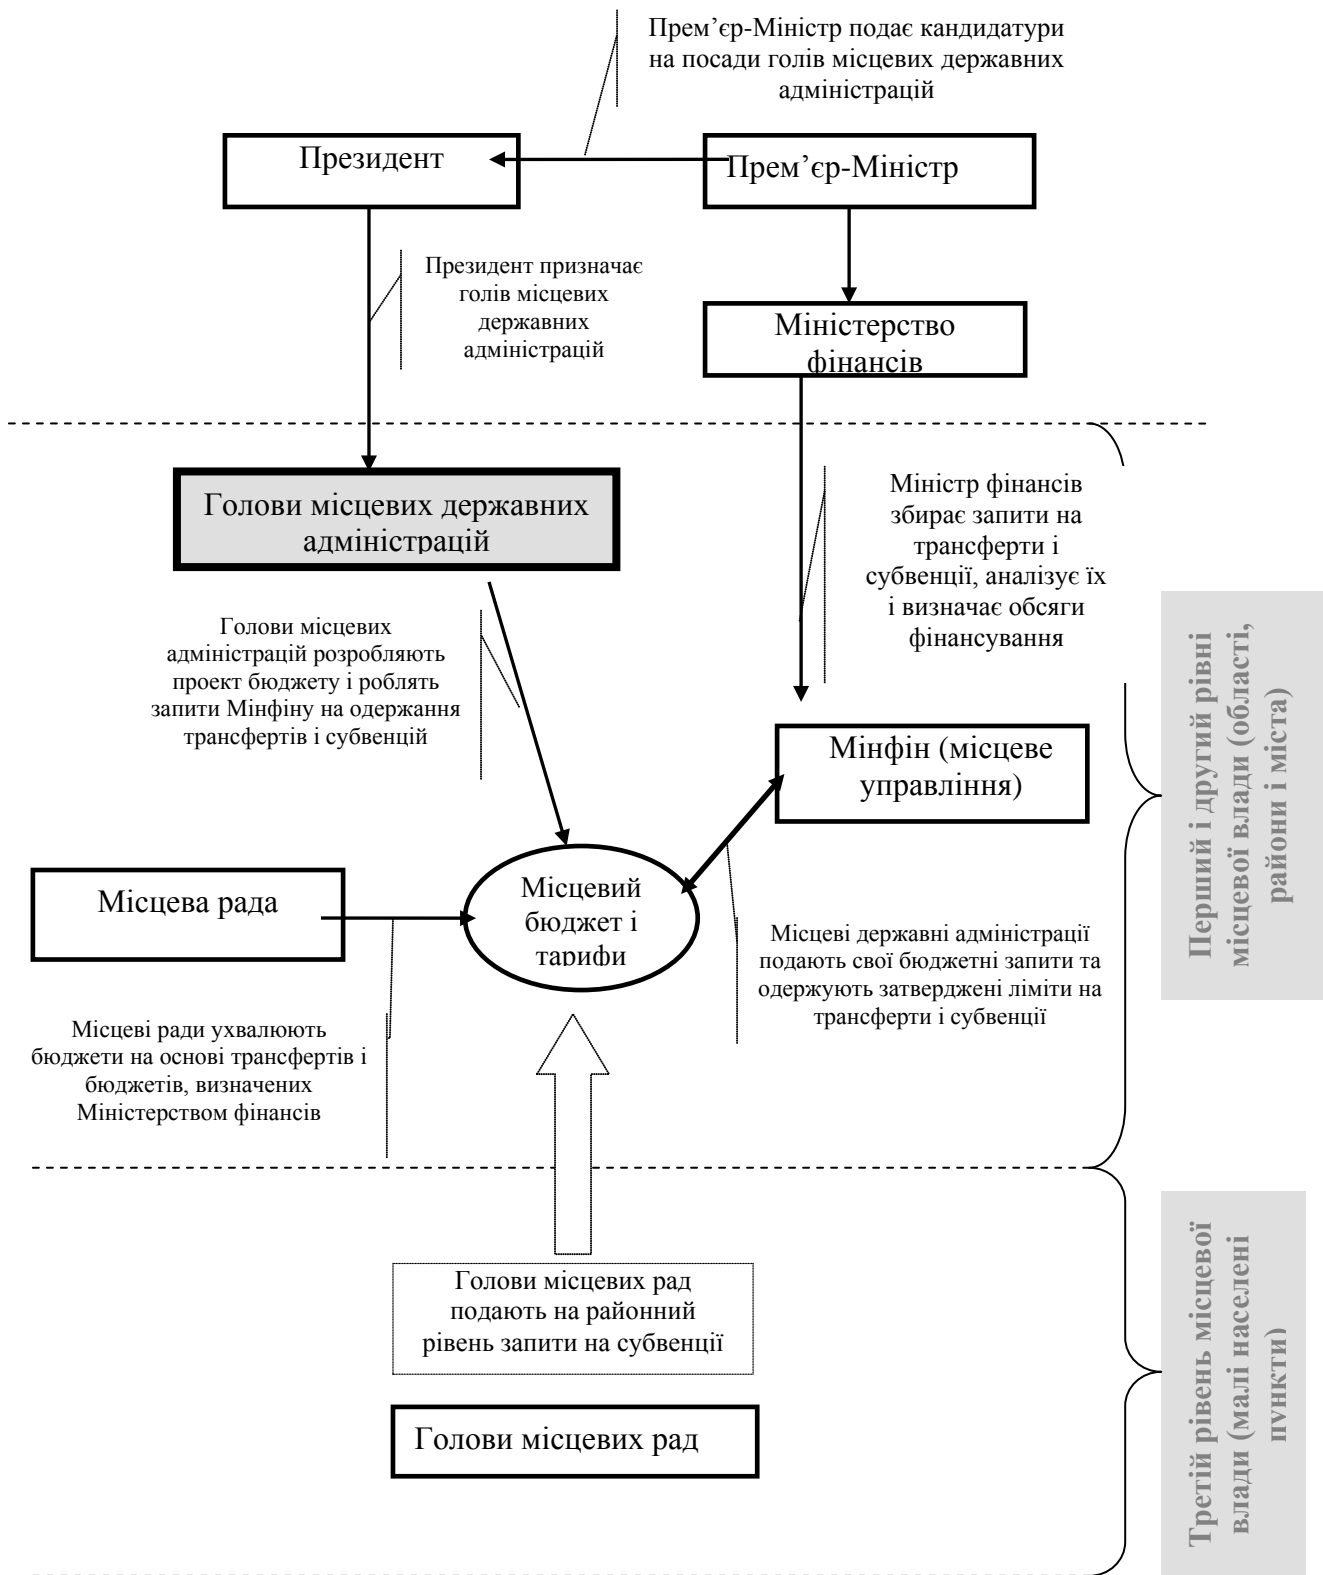 Прем’єр-Міністр подає кандидатури
на посади голів місцевих державних
адміністрацій
Президент
Прем’єр-Міністр
Президент призначає
голів місцевих
державних
адміністрацій
Міністерство
фінансів
Голови місцевих державних
адміністрацій
Міністр фінансів
збирає запити на
трансферти і
субвенції, аналізує їх
і визначає обсяги
фінансування
Голови місцевих
адміністрацій розробляють
проект бюджету і роблять
запити Мінфіну на одержання
трансфертів і субвенцій
Мінфін (місцеве
управління)
Перший і другий рівні
місцевої влади (області,
райони і міста)
Місцева рада
Місцевий
бюджет і
тарифи
Місцеві державні адміністрації
подають свої бюджетні запити та
одержують затверджені ліміти на
трансферти і субвенції
Місцеві ради ухвалюють
бюджети на основі трансфертів і
бюджетів, визначених
Міністерством фінансів
Голови місцевих рад
подають на районний
рівень запити на субвенції
Голови місцевих рад
Третій рівень місцевої
влади (малі населені
пункти)